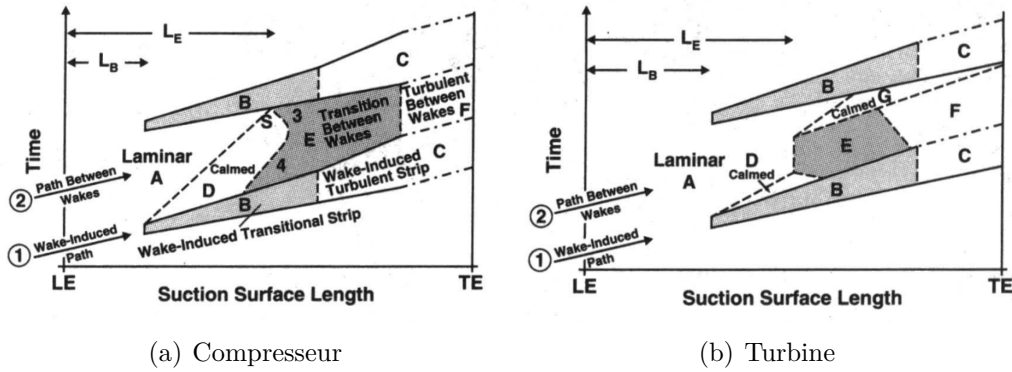 L_E
L_B
Time
B
C
S
3
Transition
Between
Wakes
E
4
Turbulent
Between
Wakes F
Laminar
A
Calmed
D
C
B
Wake-Induced
Turbulent Strip
Wake-Induced Transitional Strip
2 Path Between
Wakes
1 Wake-Induced
Path
LE
TE
Suction Surface Length
(a) Compresseur
L_E
L_B
Time
B
C
G
Calmed
F
E
Laminar
A
D
Calmed
B
C
2 Path Between
Wakes
1 Wake-Induced
Path
LE
TE
Suction Surface Length
(b) Turbine